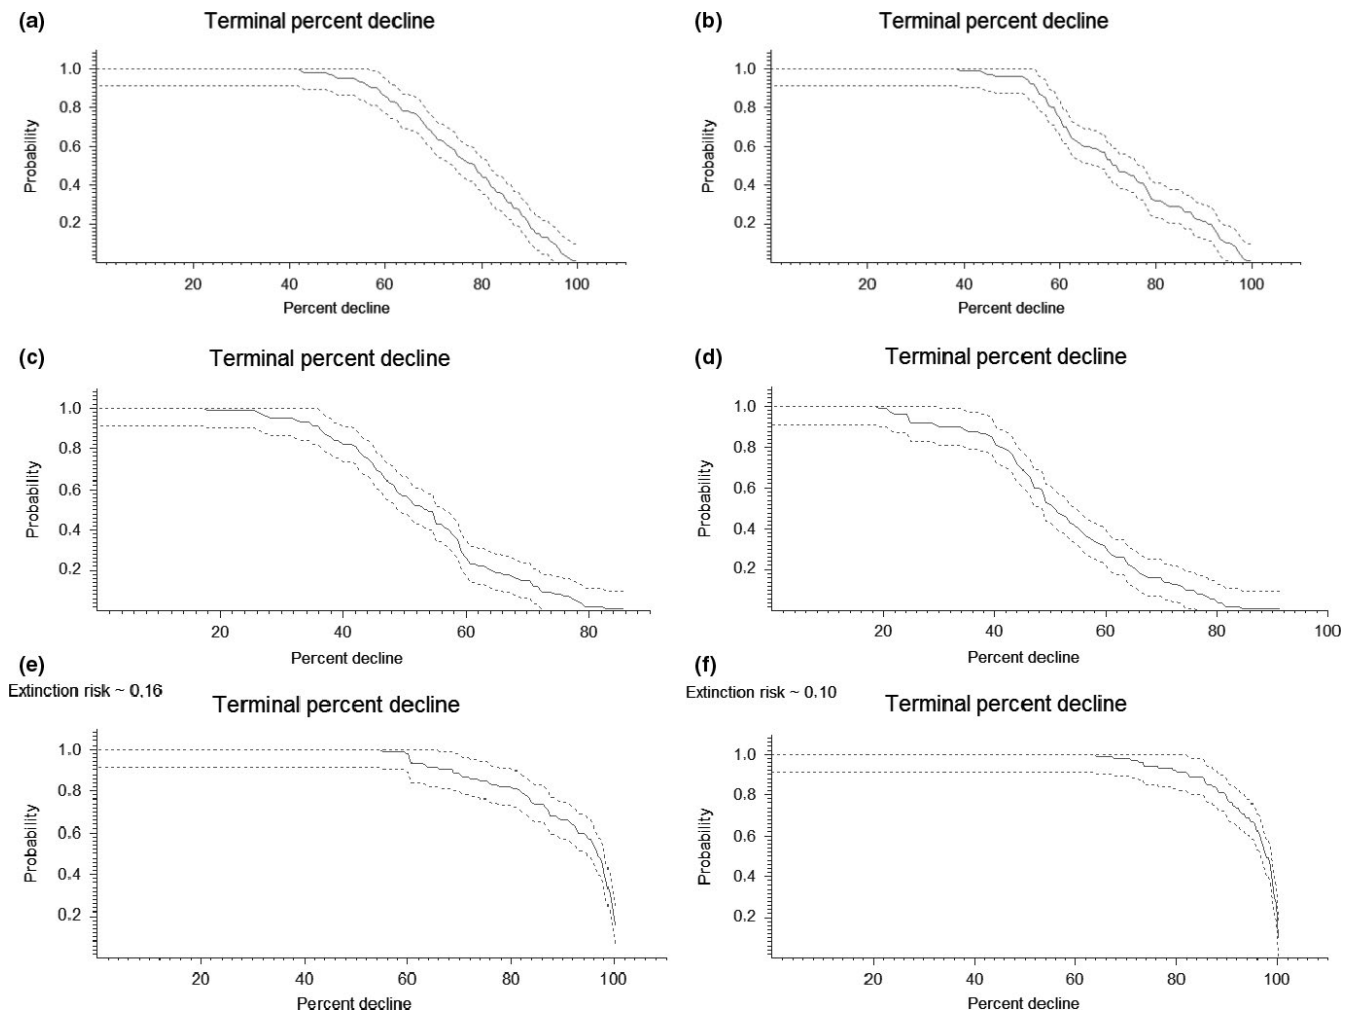 (a) Terminal percent decline
Probability
1.0
0.8
0.6
0.4
0.2
20 40 60 80 100
Percent decline
(b) Terminal percent decline
Probability
1.0
0.8
0.6
0.4
0.2
20 40 60 80 100
Percent decline
(c) Terminal percent decline
Probability
1.0
0.8
0.6
0.4
0.2
20 40 60 80
Percent decline
(d) Terminal percent decline
Probability
1.0
0.8
0.6
0.4
0.2
20 40 60 80 100
Percent decline
(e)
Extinction risk ~ 0.16
Terminal percent decline
Probability
1.0
0.8
0.6
0.4
0.2
20 40 60 80 100
Percent decline
(f)
Extinction risk ~ 0.10
Terminal percent decline
Probability
1.0
0.8
0.6
0.4
0.2
20 40 60 80 100
Percent decline